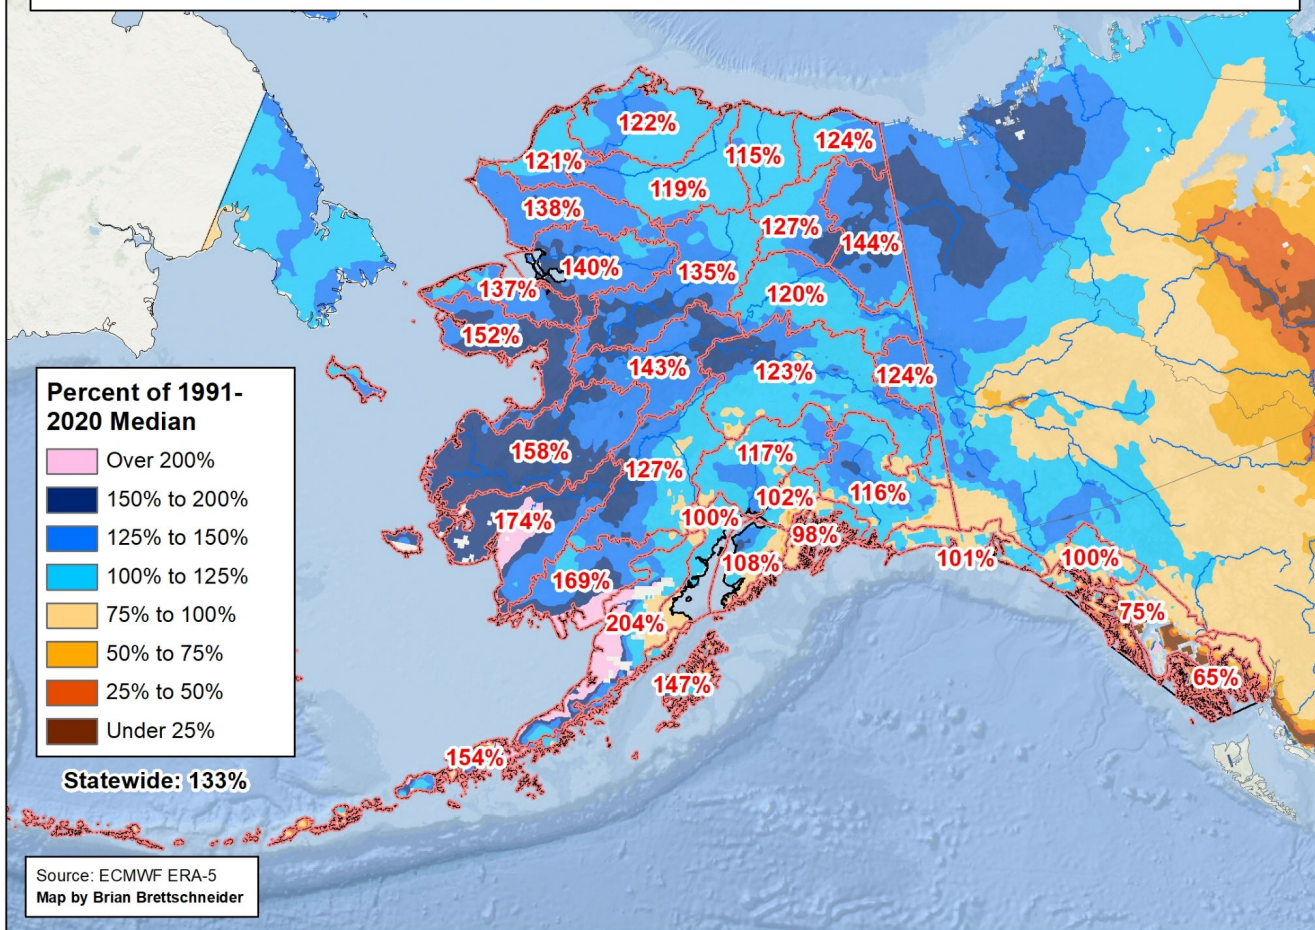 122%
124%
115%
121%
119%
138%
127%
144%
140%
135%
137%
120%
152%
143%
123%
124%
Percent of 1991-
2020 Median
Over 200%
150% to 200%
125% to 150%
100% to 125%
75% to 100%
50% to 75%
25% to 50%
Under 25%
158%
127%
117%
102%
116%
174%
100%
98%
108%
101%
100%
169%
204%
75%
147%
65%
154%
Statewide: 133%
Source: ECMWF ERA-5
Map by Brian Brettschneider